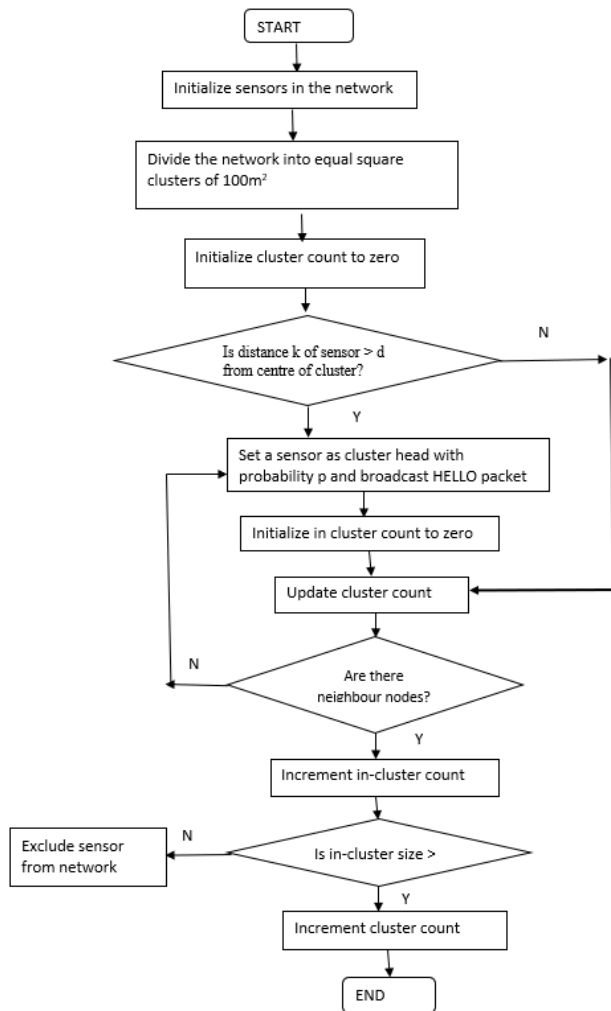 START
Initialize sensors in the network
Divide the network into equal square
clusters of 100m²
Initialize cluster count to zero
N
Is distance k of sensor > d
from centre of cluster?
Y
Set a sensor as cluster head with
probability p and broadcast HELLO packet
Initialize in cluster count to zero
Update cluster count
N
Are there
neighbour nodes?
Y
Increment in-cluster count
N
Exclude sensor
from network
Is in-cluster size >
Y
Increment cluster count
END